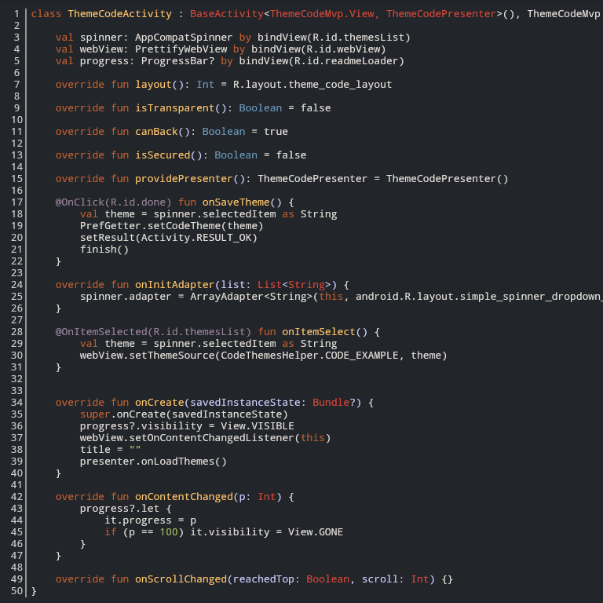 1 class ThemeCodeActivity : BaseActivity<ThemeCodeMvp.View, ThemeCodePresenter>(), ThemeCodeMvp
2
3 val spinner: AppCompatSpinner by bindView(R.id.themesList)
4 val webView: PrettifyWebView by bindView(R.id.webView)
5 val progress: ProgressBar? by bindView(R.id.readmeLoader)
6
7 override fun layout(): Int = R.layout.theme_code_layout
8
9 override fun isTransparent(): Boolean = false
10
11 override fun canBack(): Boolean = true
12
13 override fun isSecured(): Boolean = false
14
15 override fun providePresenter(): ThemeCodePresenter = ThemeCodePresenter()
16
17 @OnClick(R.id.done) fun onSaveTheme() {
18 val theme = spinner.selectedItem as String
19 PrefGetter.setCodeTheme(theme)
20 setResult(Activity.RESULT_OK)
21 finish()
22 }
23
24 override fun onInitAdapter(list: List<String>) {
25 spinner.adapter = ArrayAdapter<String>(this, android.R.layout.simple_spinner_dropdown_
26 }
27
28 @OnItemSelected(R.id.themesList) fun onItemSelect() {
29 val theme = spinner.selectedItem as String
30 webView.setThemeSource(CodeThemesHelper.CODE_EXAMPLE, theme)
31 }
32
33
34 override fun onCreate(savedInstanceState: Bundle?) {
35 super.onCreate(savedInstanceState)
36 progress?.visibility = View.VISIBLE
37 webView.setOnContentChangedListener(this)
38 title = ""
39 presenter.onLoadThemes()
40 }
41
42 override fun onContentChanged(p: Int) {
43 progress?.let {
44 it.progress = p
45 if (p == 100) it.visibility = View.GONE
46 }
47 }
48
49 override fun onScrollChanged(reachedTop: Boolean, scroll: Int) {}
50 }